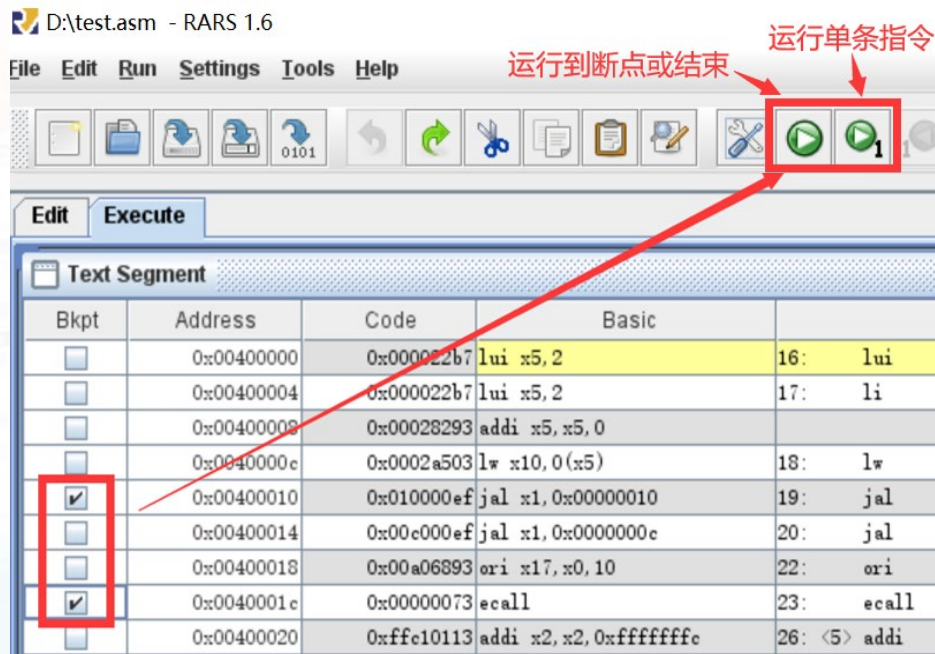 D:\test.asm - RARS 1.6
运行单条指令
File Edit Run Settings Tools Help
运行到断点或结束
0101
1
1
Edit Execute
Text Segment
Bkpt Address Code Basic
0x00400000 0x000022b7 lui x5,2 16: lui
0x00400004 0x000022b7 lui x5,2 17: li
0x00400008 0x00028293 addi x5,x5,0
0x0040000c 0x0002a503 lw x10,0(x5) 18: lw
0x00400010 0x010000ef jal x1,0x00000010 19: jal
0x00400014 0x00c000ef jal x1,0x0000000c 20: jal
0x00400018 0x00a06893 ori x17,x0,10 22: ori
0x0040001c 0x00000073 ecall 23: ecall
0x00400020 0xffc10113 addi x2,x2,0xfffffffc 26: <5> addi